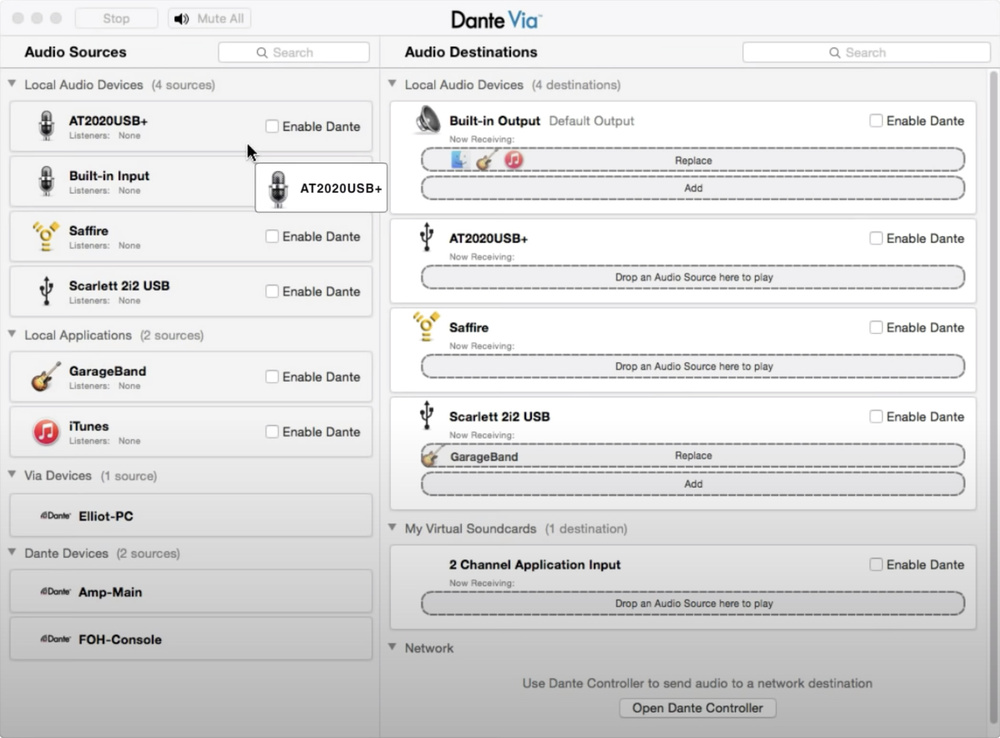 Stop
Mute All
Dante Via™
Audio Sources
Search
Local Audio Devices (4 sources)
AT2020USB+
Listeners: None
Enable Dante
Built-in Input
Listeners: None
AT2020USB+
Saffire
Listeners: None
Enable Dante
Scarlett 2i2 USB
Listeners: None
Enable Dante
Local Applications (2 sources)
GarageBand
Listeners: None
Enable Dante
iTunes
Listeners: None
Enable Dante
Via Devices (1 source)
Dante Elliot-PC
Dante Devices (2 sources)
Dante Amp-Main
Dante FOH-Console
Audio Destinations
Search
Local Audio Devices (4 destinations)
Built-in Output Default Output
Enable Dante
Now Receiving:
Replace
Add
AT2020USB+
Enable Dante
Now Receiving:
Drop an Audio Source here to play
Saffire
Enable Dante
Now Receiving:
Drop an Audio Source here to play
Scarlett 2i2 USB
Enable Dante
Now Receiving:
GarageBand Replace
Add
My Virtual Soundcards (1 destination)
2 Channel Application Input
Enable Dante
Now Receiving:
Drop an Audio Source here to play
Network
Use Dante Controller to send audio to a network destination
Open Dante Controller